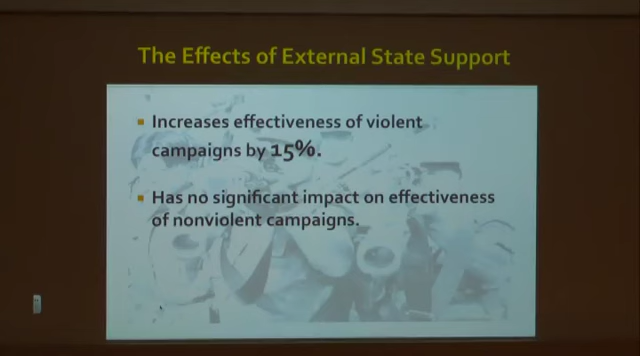 The Effects of External State Support
▪ Increases effectiveness of violent
campaigns by 15%.
▪ Has no significant impact on effectiveness
of nonviolent campaigns.